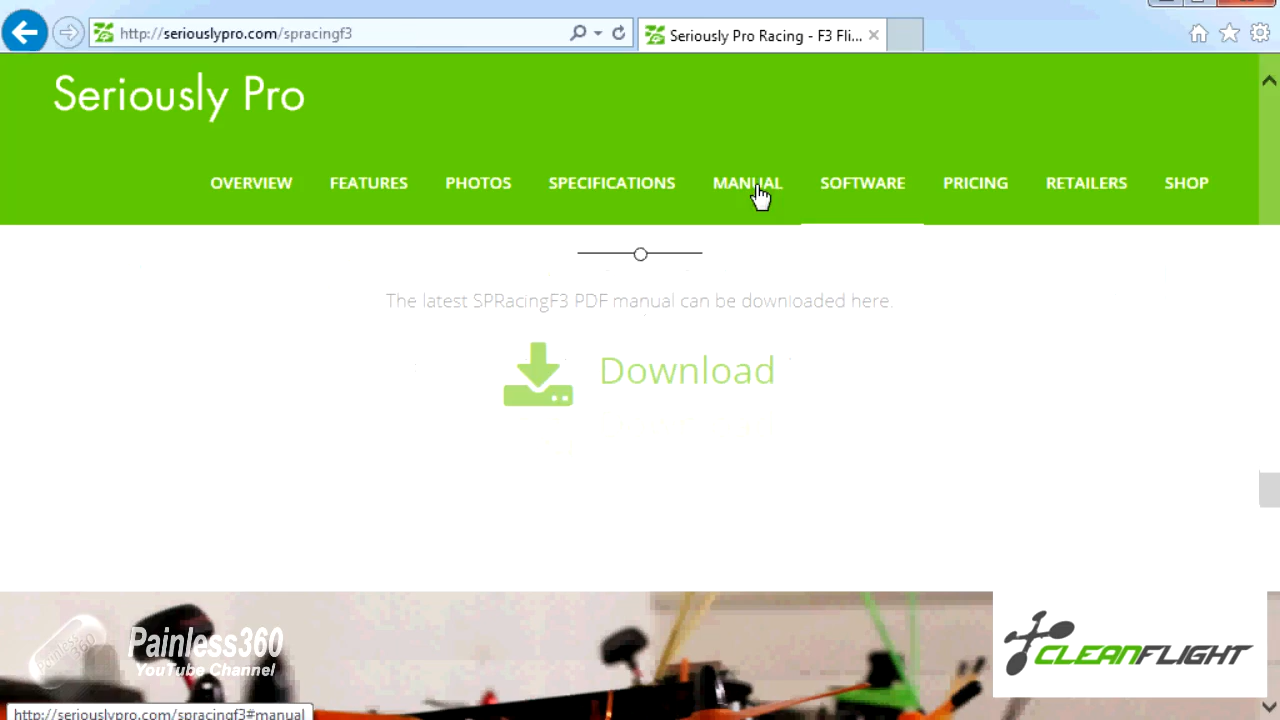 http://seriouslypro.com/spracingf3
Seriously Pro Racing - F3 Fli...
Seriously Pro
OVERVIEW FEATURES PHOTOS SPECIFICATIONS MANUAL SOFTWARE PRICING RETAILERS SHOP
The latest SPRacingF3 PDF manual can be downloaded here.
Download
Painless360
Painless360
YouTube Channel
CLEANFLIGHT
http://seriouslypro.com/spracingf3#manual